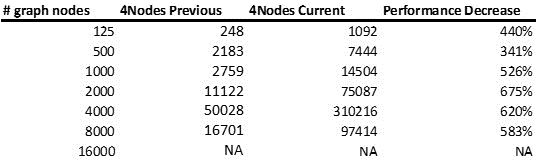 # graph nodes 4Nodes Previous 4Nodes Current Performance Decrease
125 248 1092 440%
500 2183 7444 341%
1000 2759 14504 526%
2000 11122 75087 675%
4000 50028 310216 620%
8000 16701 97414 583%
16000 NA NA NA